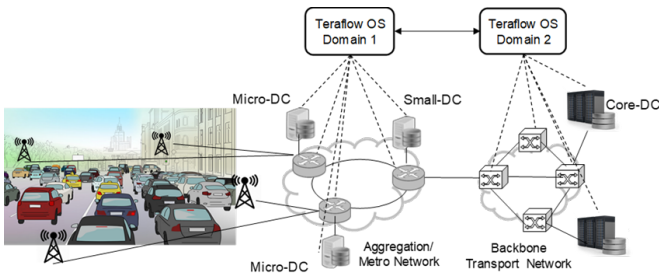 Teraflow OS
Domain 1
Teraflow OS
Domain 2
Micro-DC
Small-DC
Core-DC
Micro-DC
Aggregation/
Metro Network
Backbone
Transport Network